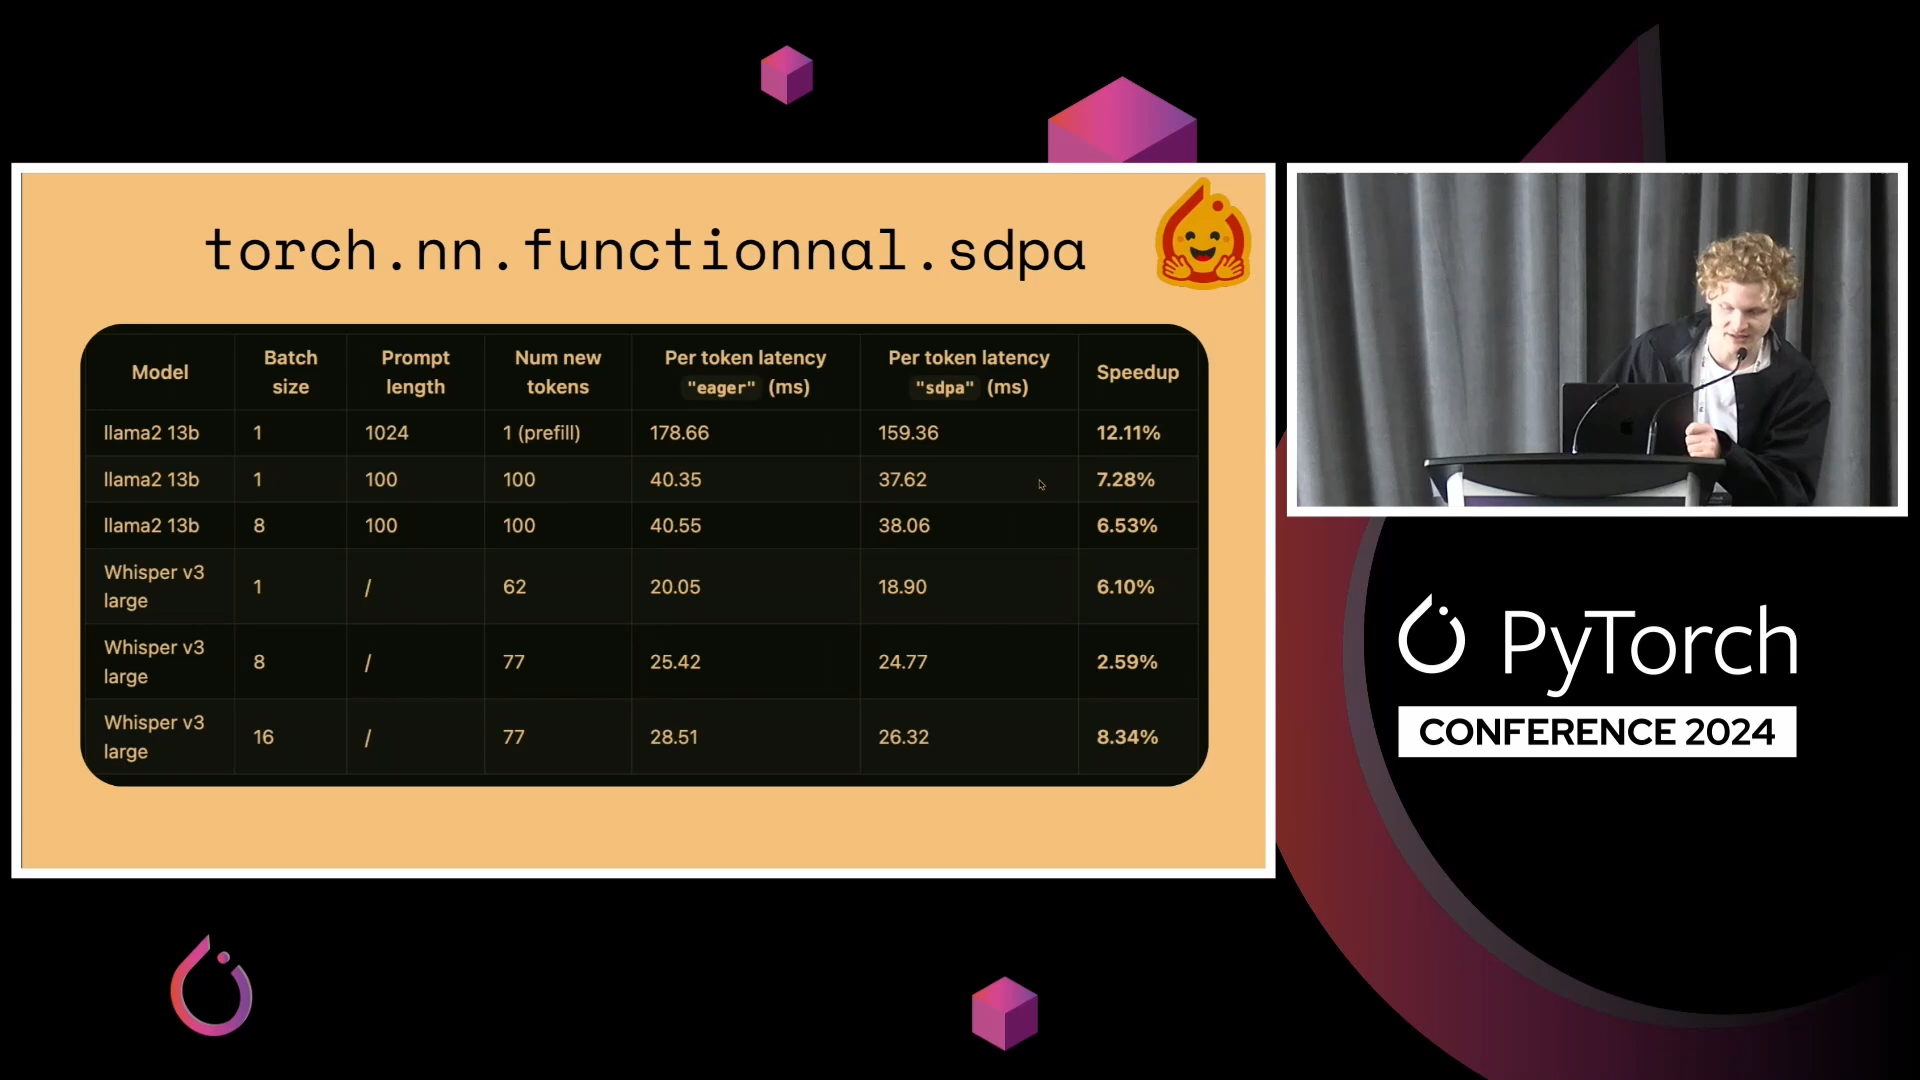 torch.nn.functionnal.sdpa
Model
Batch
size
Prompt
length
Num new
tokens
Per token latency
"eager" (ms)
Per token latency
"sdpa" (ms)
Speedup
llama2 13b 1 1024 1 (prefill) 178.66 159.36 12.11%
llama2 13b 1 100 100 40.35 37.62 7.28%
llama2 13b 8 100 100 40.55 38.06 6.53%
Whisper v3
large
1 / 62 20.05 18.90 6.10%
Whisper v3
large
8 / 77 25.42 24.77 2.59%
Whisper v3
large
16 / 77 28.51 26.32 8.34%
PyTorch
CONFERENCE 2024